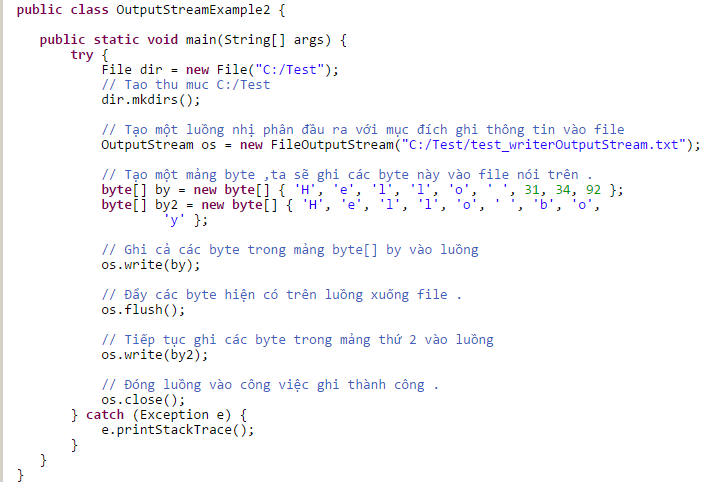 public class OutputStreamExample2 {
public static void main(String[] args) {
try {
File dir = new File("C:/Test");
// Tao thu muc C:/Test
dir.mkdirs();
// Tạo một luồng nhị phân đầu ra với mục đích ghi thông tin vào file
OutputStream os = new FileOutputStream("C:/Test/test_writerOutputStream.txt");
// Tạo một mảng byte ,ta sẽ ghi các byte này vào file nói trên .
byte[] by = new byte[] { 'H', 'e', 'l', 'l', 'o', ' ', 31, 34, 92 };
byte[] by2 = new byte[] { 'H', 'e', 'l', 'l', 'o', ' ', 'b', 'o',
'y' };
// Ghi cả các byte trong mảng byte[] by vào luồng
os.write(by);
// Đẩy các byte hiện có trên luồng xuống file .
os.flush();
// Tiếp tục ghi các byte trong mảng thứ 2 vào luồng
os.write(by2);
// Đóng luồng vào công việc ghi thành công .
os.close();
} catch (Exception e) {
e.printStackTrace();
}
}
}